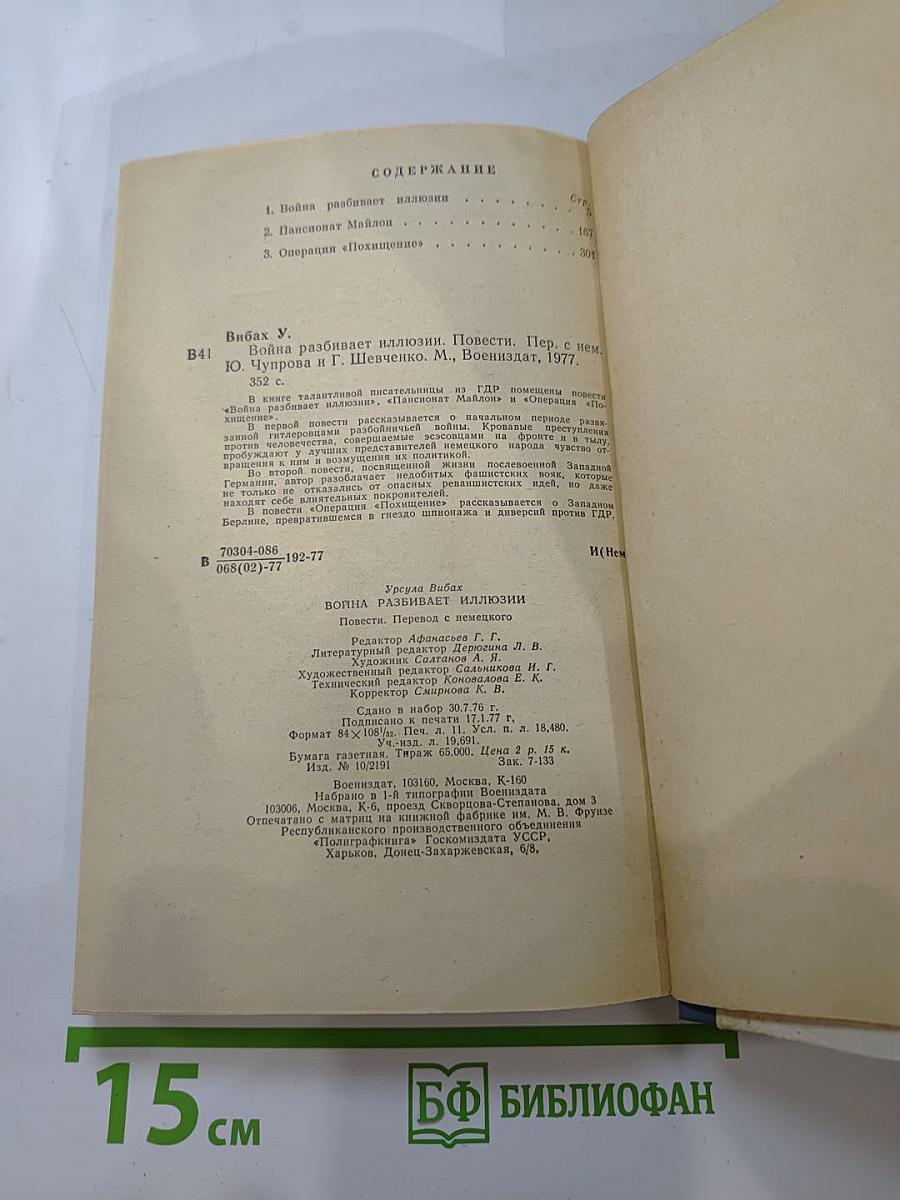 СОДЕРЖАНИЕ
Стр.
1. Война разбивает иллюзии . . . . . . . 5
2. Пансионат Майлон . . . . . . . . . . . 167
3. Операция «Похищение» . . . . . . . . . 301
Вибах У.
В41 Война разбивает иллюзии. Повести. Пер. с нем.
Ю. Чупрова и Г. Шевченко. М., Воениздат, 1977.
352 с.
В книге талантливой писательницы из ГДР помещены повести
«Война разбивает иллюзии», «Пансионат Майлон» и «Операция «По-
хищение».
В первой повести рассказывается о начальном периоде развя-
занной гитлеровцами разбойничьей войны. Кровавые преступления
против человечества, совершаемые эсэсовцами на фронте и в тылу,
пробуждают у лучших представителей немецкого народа чувство от-
вращения к ним и возмущения их политикой.
Во второй повести, посвященной жизни послевоенной Западной
Германии, автор разоблачает недобитых фашистских вояк, которые
не только не отказались от опасных реваншистских идей, но даже
находят себе влиятельных покровителей.
В повести «Операция «Похищение» рассказывается о Западном
Берлине, превратившемся в гнездо шпионажа и диверсий против ГДР.
В 70304-086
068(02)-77 192-77 И(Нем
Урсула Вибах
ВОЙНА РАЗБИВАЕТ ИЛЛЮЗИИ
Повести. Перевод с немецкого
Редактор Афанасьев Г. Г.
Литературный редактор Дерюгина Л. В.
Художник Салтанов А. Я.
Художественный редактор Сальникова И. Г.
Технический редактор Коновалова Е. К.
Корректор Смирнова К. В.
Сдано в набор 30.7.76 г.
Подписано к печати 17.1.77 г.
Формат 84×108¹/₃₂. Печ. л. 11. Усл. п. л. 18,480.
Уч.-изд. л. 19,691.
Бумага газетная. Тираж 65.000. Цена 2 р. 15 к.
Изд. № 10/2191 Зак. 7-133
Воениздат, 103160, Москва, К-160
Набрано в 1-й типографии Воениздата
103006, Москва, К-6, проезд Скворцова-Степанова, дом 3
Отпечатано с матриц на книжной фабрике им. М. В. Фрунзе
Республиканского производственного объединения
«Полиграфкнига» Госкомиздата УССР,
Харьков, Донец-Захаржевская, 6/8.
15 см
БФ БИБЛИОФАН